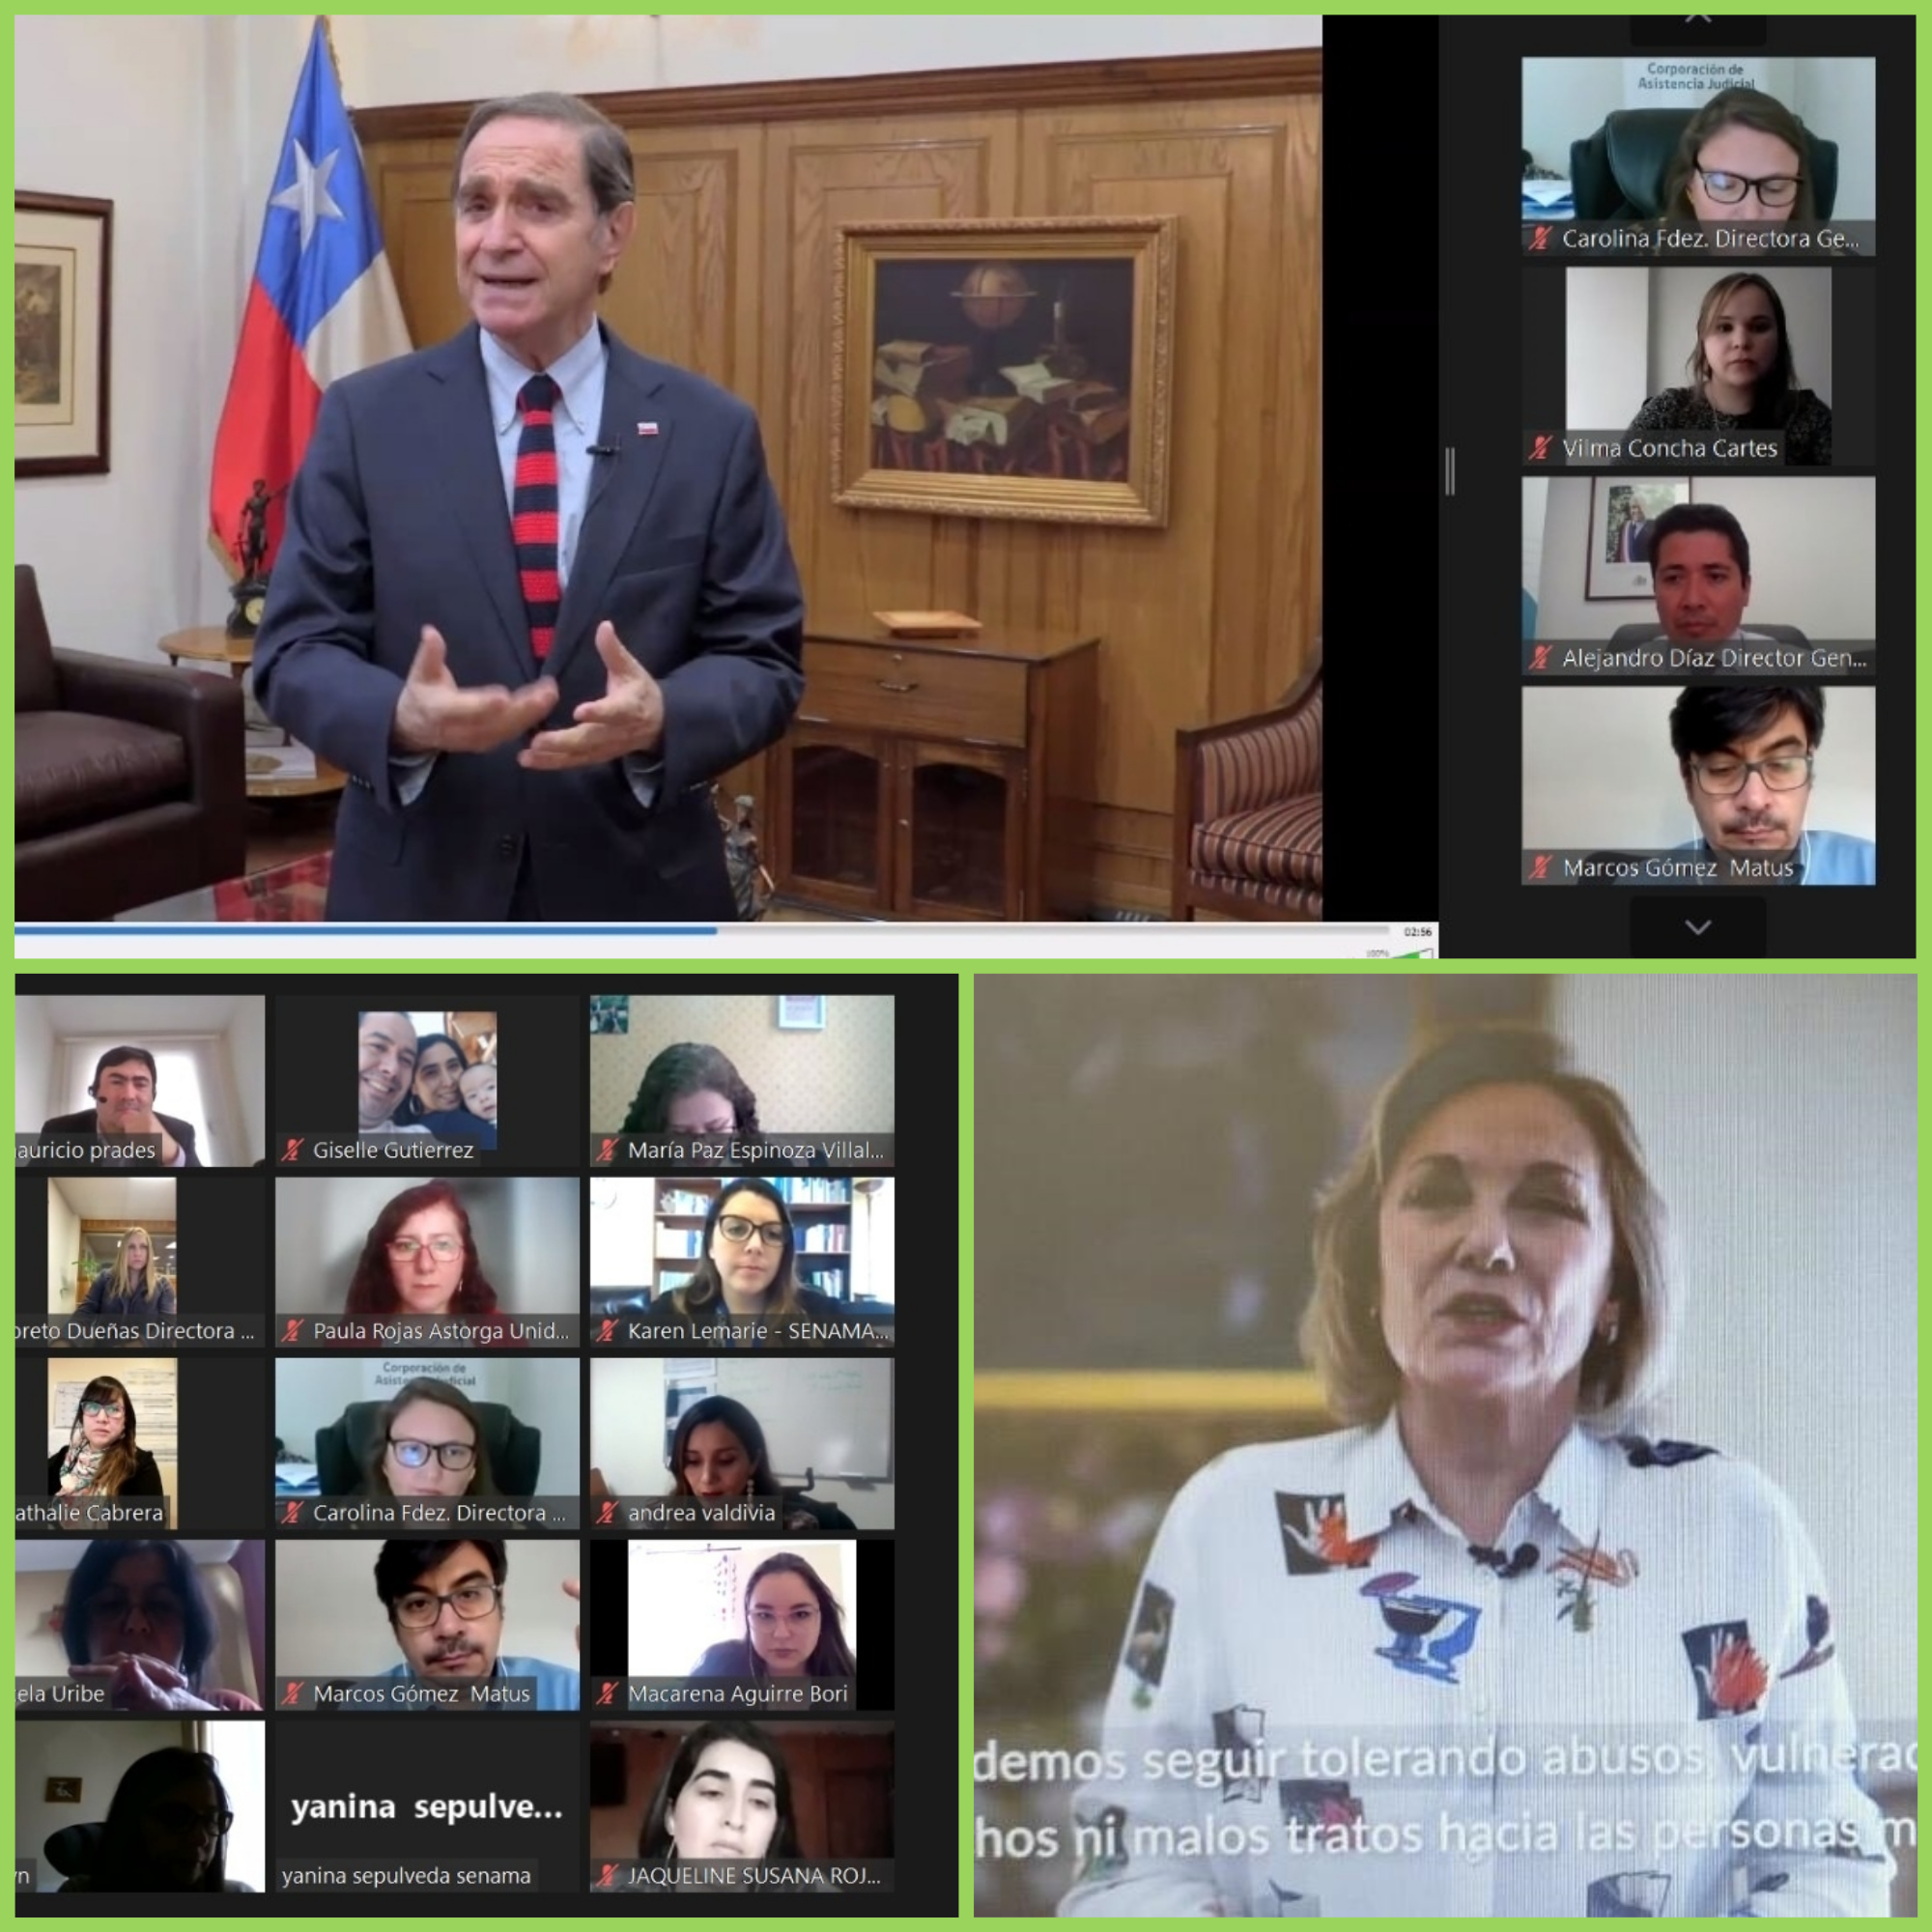 Corporación de
Asistencia Judicial
Carolina Fdez. Directora Ge...
Vilma Concha Cartes
Alejandro Díaz Director Gen...
Marcos Gómez Matus
02:56
100%
auricio prades
Giselle Gutierrez
María Paz Espinoza Villal...
oreto Dueñas Directora ...
Paula Rojas Astorga Unid...
Karen Lemarie - SENAMA...
athalie Cabrera
Corporación de
Carolina Fdez. Directora ...
andrea valdivia
ela Uribe
Marcos Gómez Matus
Macarena Aguirre Bori
yanina sepulve...
yanina sepulveda senama
JAQUELINE SUSANA ROJ...
demos seguir tolerando abusos, vulnerac
hos ni malos tratos hacia las personas m